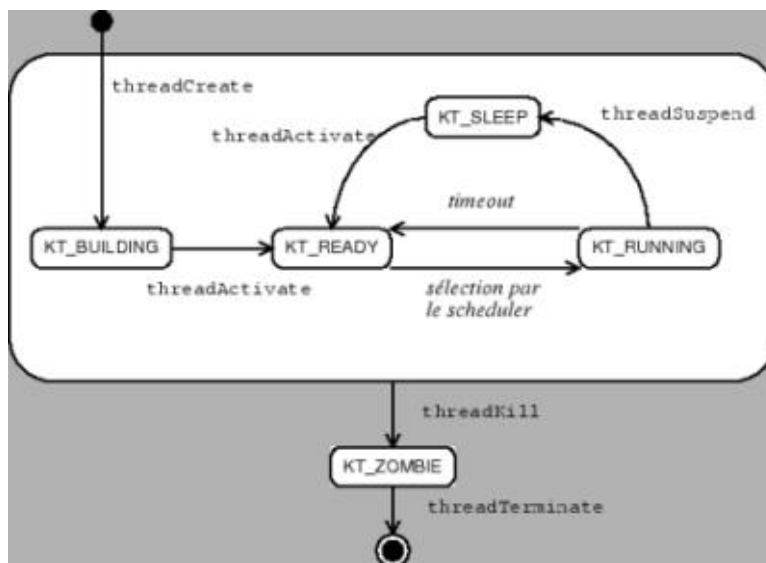 threadCreate
KT_SLEEP
threadSuspend
threadActivate
timeout
KT_BUILDING
KT_READY
KT_RUNNING
threadActivate
sélection par
le scheduler
threadKill
KT_ZOMBIE
threadTerminate